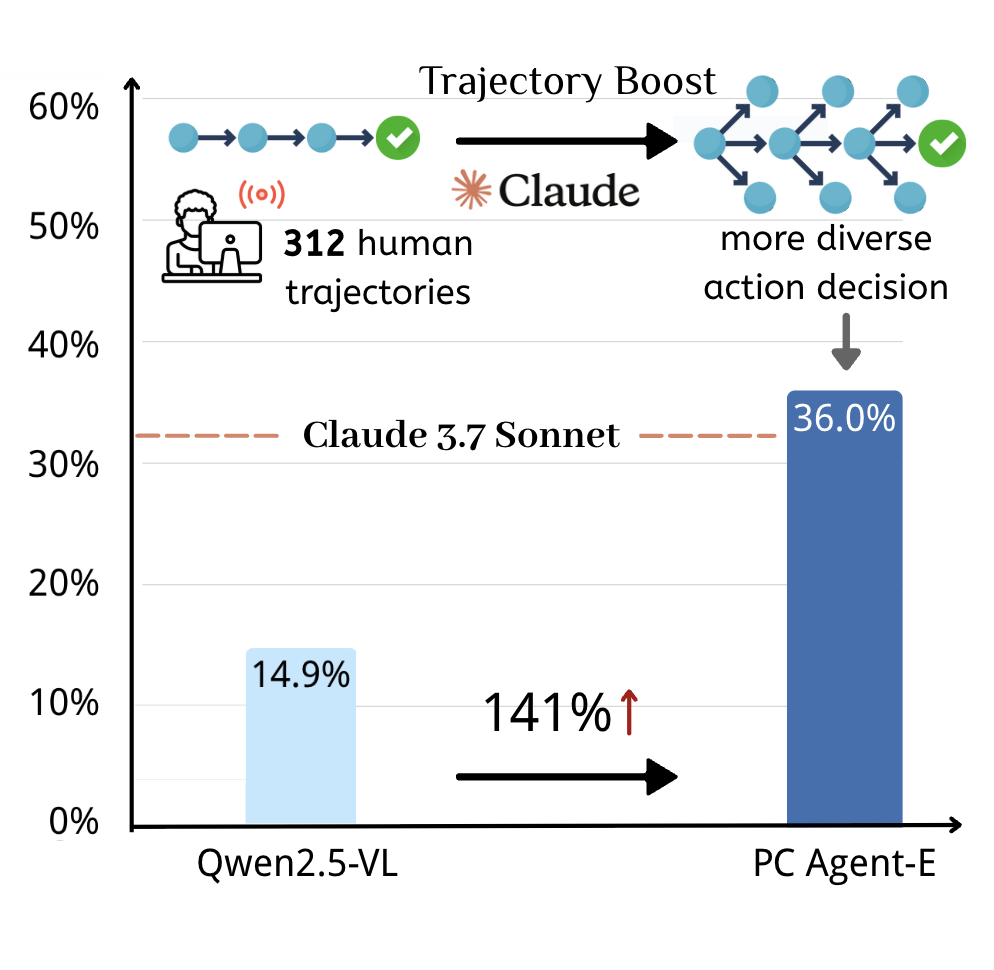 Trajectory Boost
60%
Claude
50%
312 human
trajectories
more diverse
action decision
40%
36.0%
Claude 3.7 Sonnet
30%
20%
14.9%
10%
141%
0%
Qwen2.5-VL
PC Agent-E